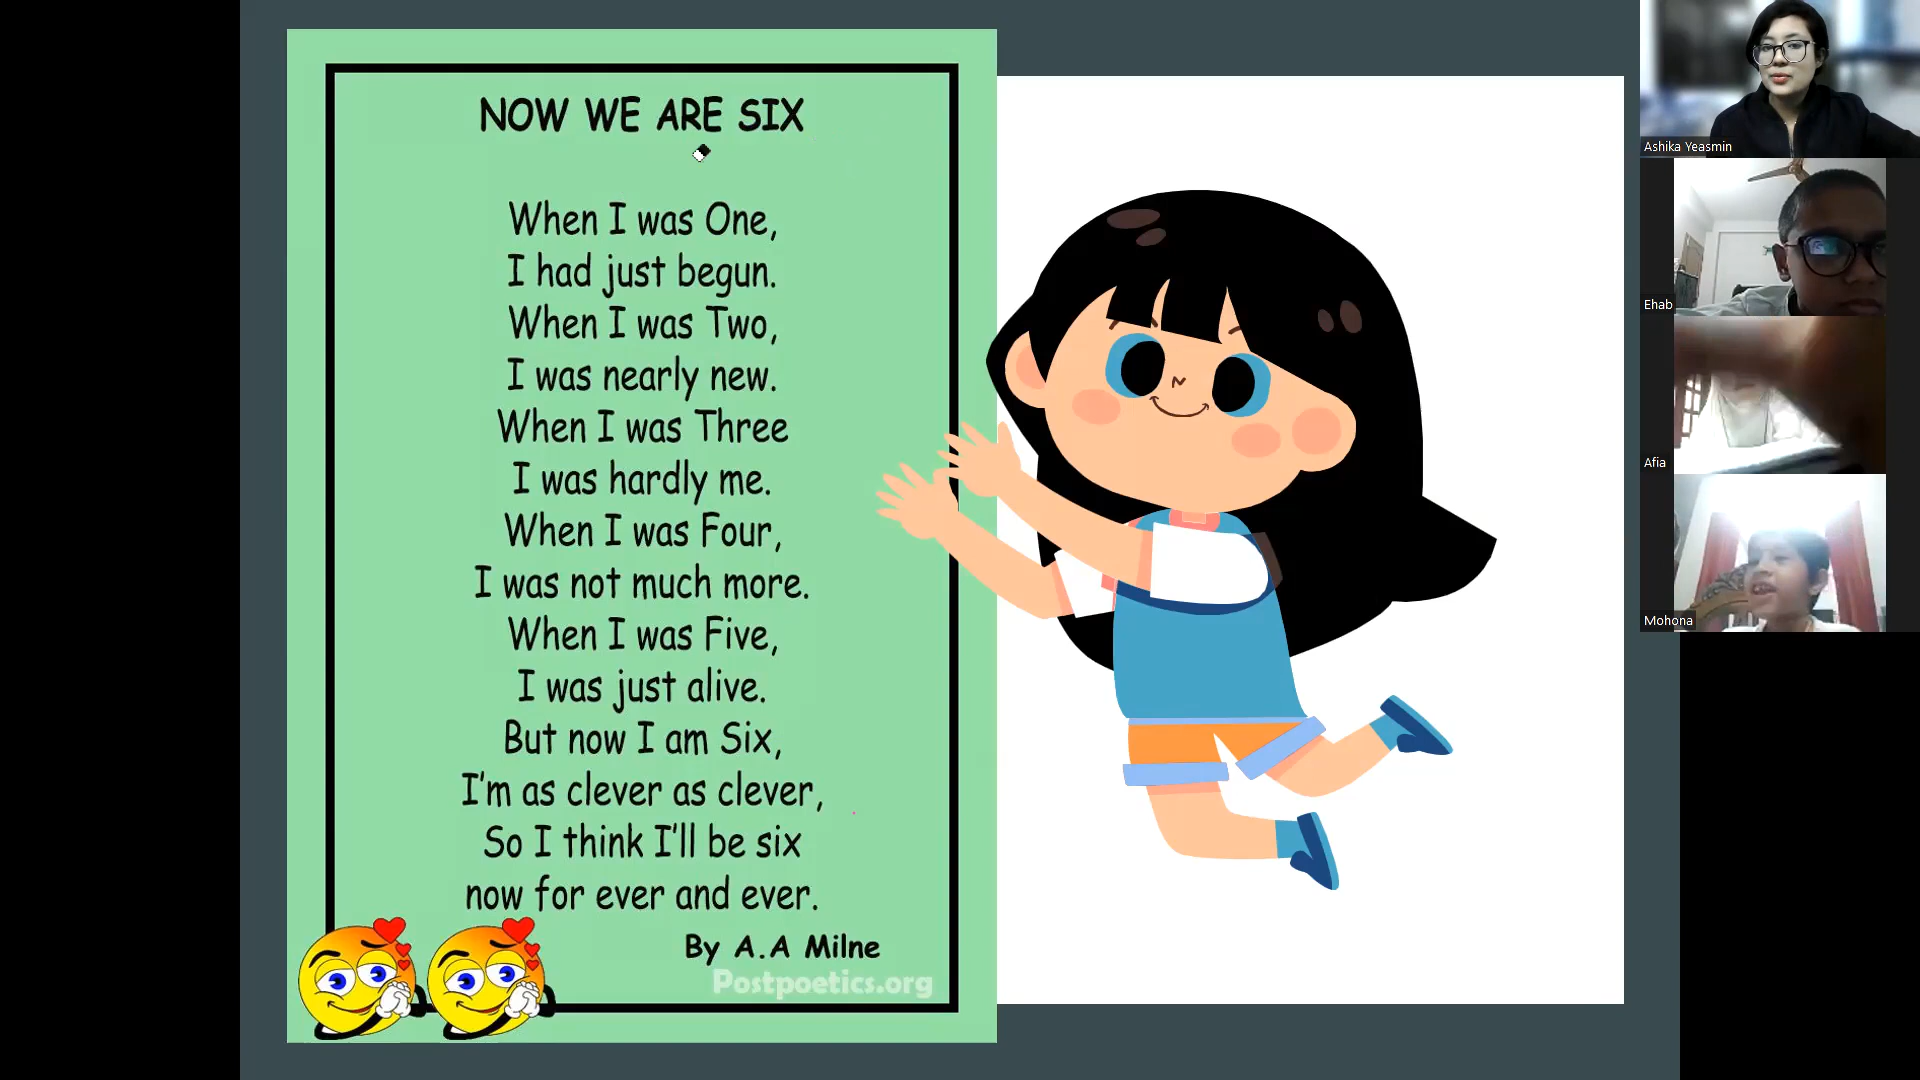 NOW WE ARE SIX
When I was One,
I had just begun.
When I was Two,
I was nearly new.
When I was Three
I was hardly me.
When I was Four,
I was not much more.
When I was Five,
I was just alive.
But now I am Six,
I'm as clever as clever,
So I think I'll be six
now for ever and ever.
By A.A Milne
Postpoetics.org
Ashika Yeasmin
Ehab
Afia
Mohona